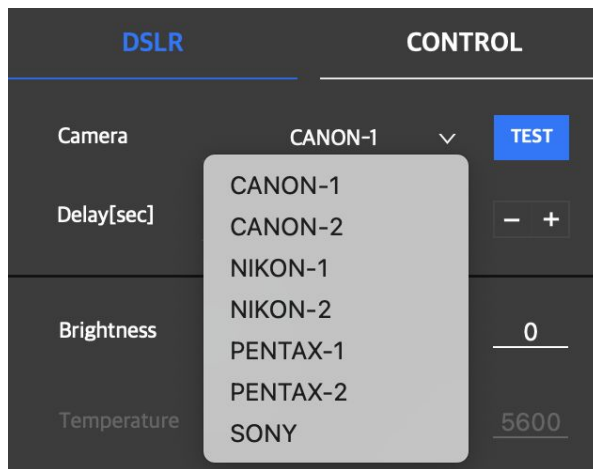 DSLR CONTROL
Camera CANON-1 TEST
CANON-1
Delay[sec] - +
CANON-2
NIKON-1
NIKON-2
Brightness 0
PENTAX-1
PENTAX-2
Temperature 5600
SONY